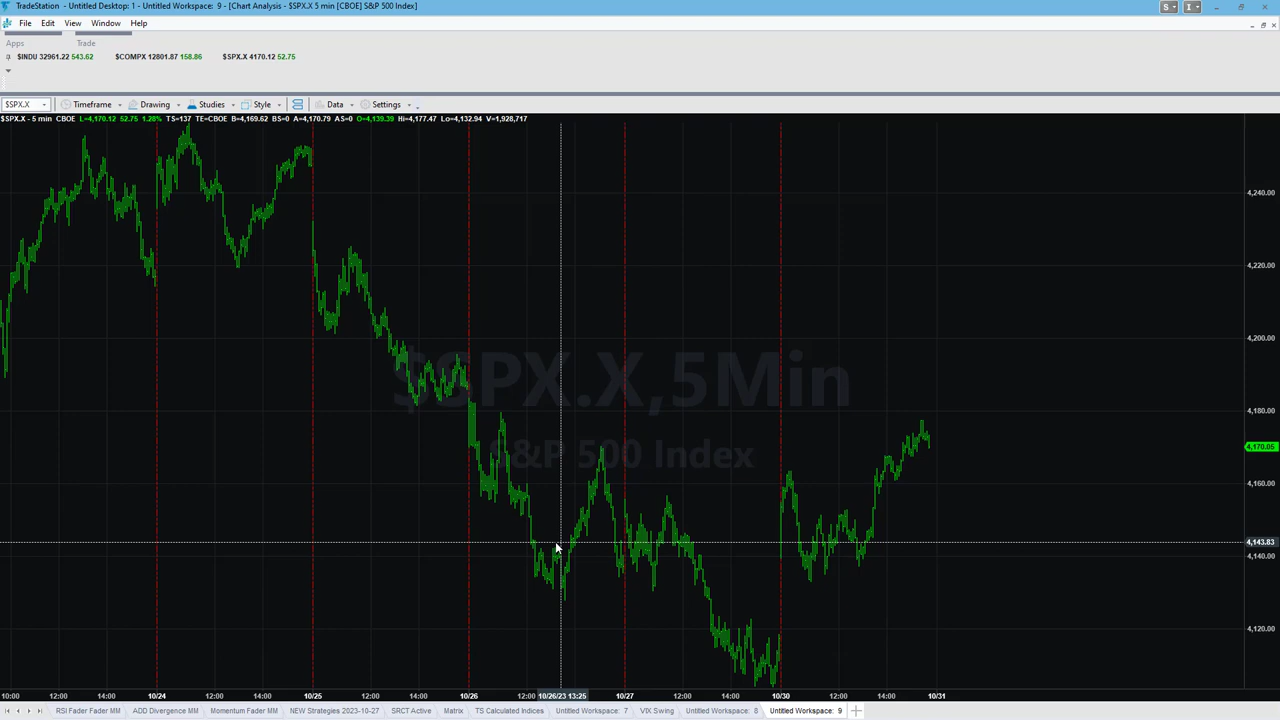 TradeStation - Untitled Desktop: 1 - Untitled Workspace: 9 - [Chart Analysis - $SPX.X 5 min [CBOE] S&P 500 Index]
S
I
File Edit View Window Help
Apps Trade
$INDU 32961.22 543.62 $COMPX 12801.87 158.86 $SPX.X 4170.12 52.75
$SPX.X Timeframe Drawing Studies Style Data Settings
$SPX.X - 5 min CBOE L=4,170.12 52.75 1.28% TS=137 TE=CBOE B=4,169.62 BS=0 A=4,170.79 AS=0 O=4,139.39 Hi=4,177.47 Lo=4,132.94 V=1,928,717
4,240.00
4,220.00
4,200.00
$SPX.X,5Min
4,180.00
S&P 500 Index
4,170.05
4,160.00
4,143.83
4,140.00
4,120.00
10:00 12:00 14:00 10/24 12:00 14:00 10/25 12:00 14:00 10/26 12:00 10/26/23 13:25 10/27 12:00 14:00 10/30 12:00 14:00 10/31
RSI Fader Fader MM ADD Divergence MM Momentum Fader MM NEW Strategies 2023-10-27 SRCT Active Matrix TS Calculated Indices Untitled Workspace: 7 VIX Swing Untitled Workspace: 8 Untitled Workspace: 9